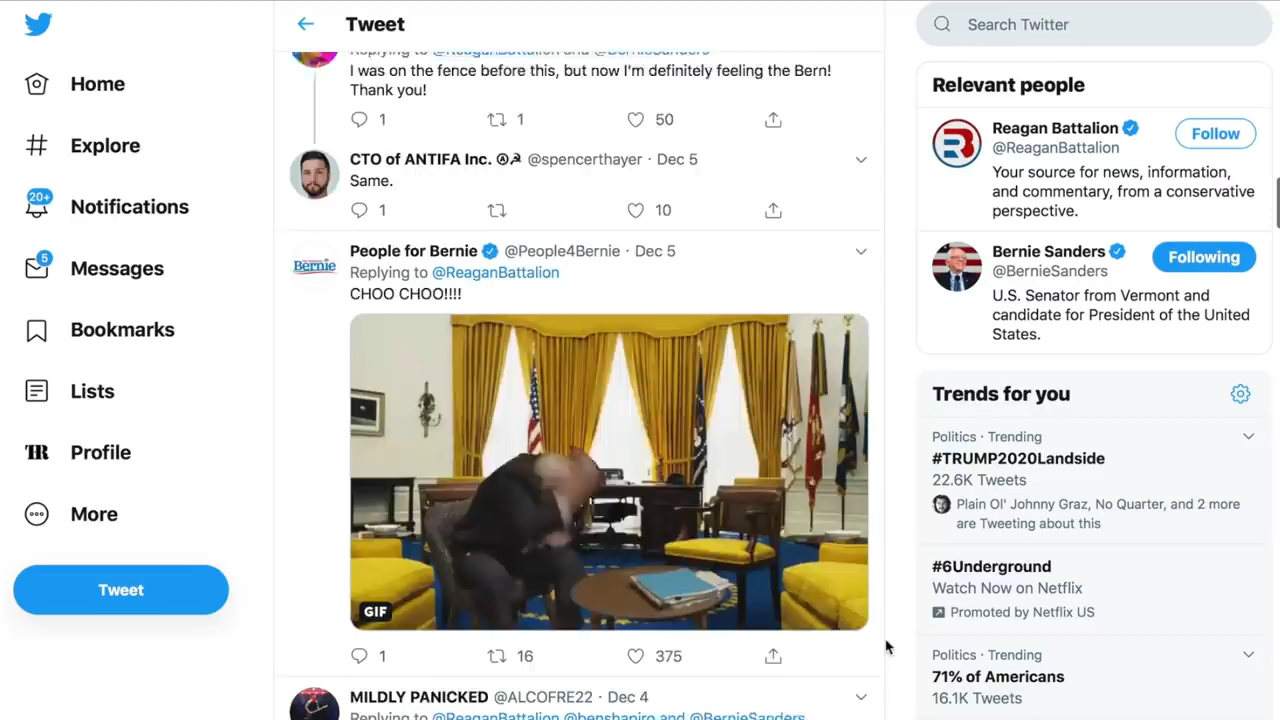 Home
Explore
20+
Notifications
5
Messages
Bookmarks
Lists
Profile
More
Tweet
Tweet
Replying to @ReaganBattalion and @BernieSanders
I was on the fence before this, but now I'm definitely feeling the Bern!
Thank you!
1 1 50
CTO of ANTIFA Inc. Ⓐ☭ @spencerthayer · Dec 5
Same.
1 10
Bernie
People for Bernie @People4Bernie · Dec 5
Replying to @ReaganBattalion
CHOO CHOO!!!!
GIF
1 16 375
MILDLY PANICKED @ALCOFRE22 · Dec 4
Replying to @ReaganBattalion @benshapiro and @BernieSanders
Search Twitter
Relevant people
Reagan Battalion
@ReaganBattalion
Follow
Your source for news, information,
and commentary, from a conservative
perspective.
Bernie Sanders
@BernieSanders
Following
U.S. Senator from Vermont and
candidate for President of the United
States.
Trends for you
Politics · Trending
#TRUMP2020Landside
22.6K Tweets
Plain Ol' Johnny Graz, No Quarter, and 2 more
are Tweeting about this
#6Underground
Watch Now on Netflix
Promoted by Netflix US
Politics · Trending
71% of Americans
16.1K Tweets